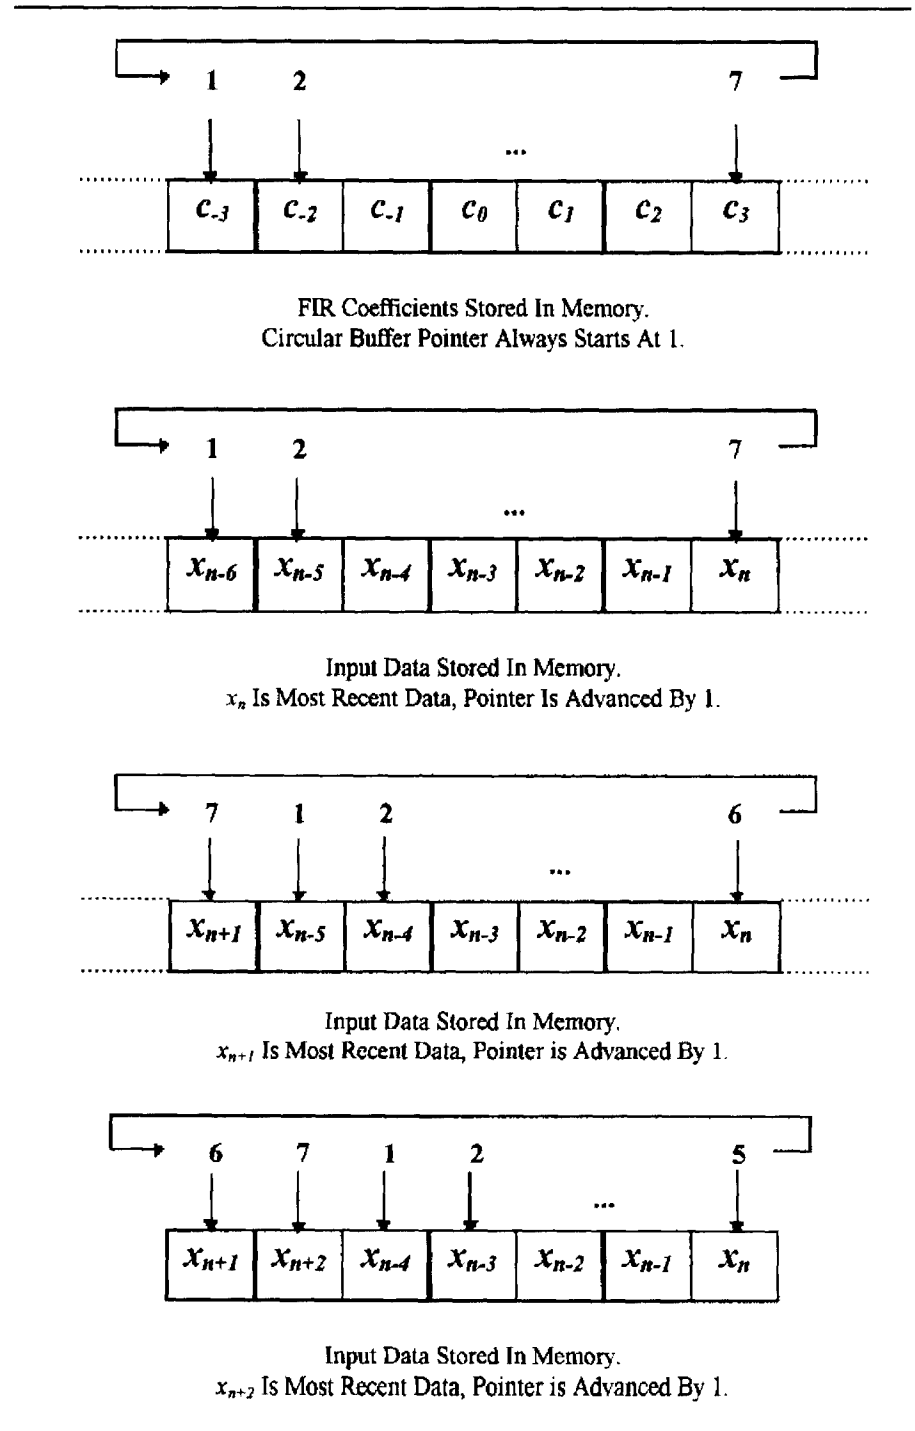 1 2 7
...
c-3 c-2 c-1 c0 c1 c2 c3
FIR Coefficients Stored In Memory.
Circular Buffer Pointer Always Starts At 1.
1 2 7
...
xn-6 xn-5 xn-4 xn-3 xn-2 xn-1 xn
Input Data Stored In Memory.
xn Is Most Recent Data, Pointer Is Advanced By 1.
7 1 2 6
...
xn+1 xn-5 xn-4 xn-3 xn-2 xn-1 xn
Input Data Stored In Memory.
xn+1 Is Most Recent Data, Pointer is Advanced By 1.
6 7 1 2 5
...
xn+1 xn+2 xn-4 xn-3 xn-2 xn-1 xn
Input Data Stored In Memory.
xn+2 Is Most Recent Data, Pointer is Advanced By 1.